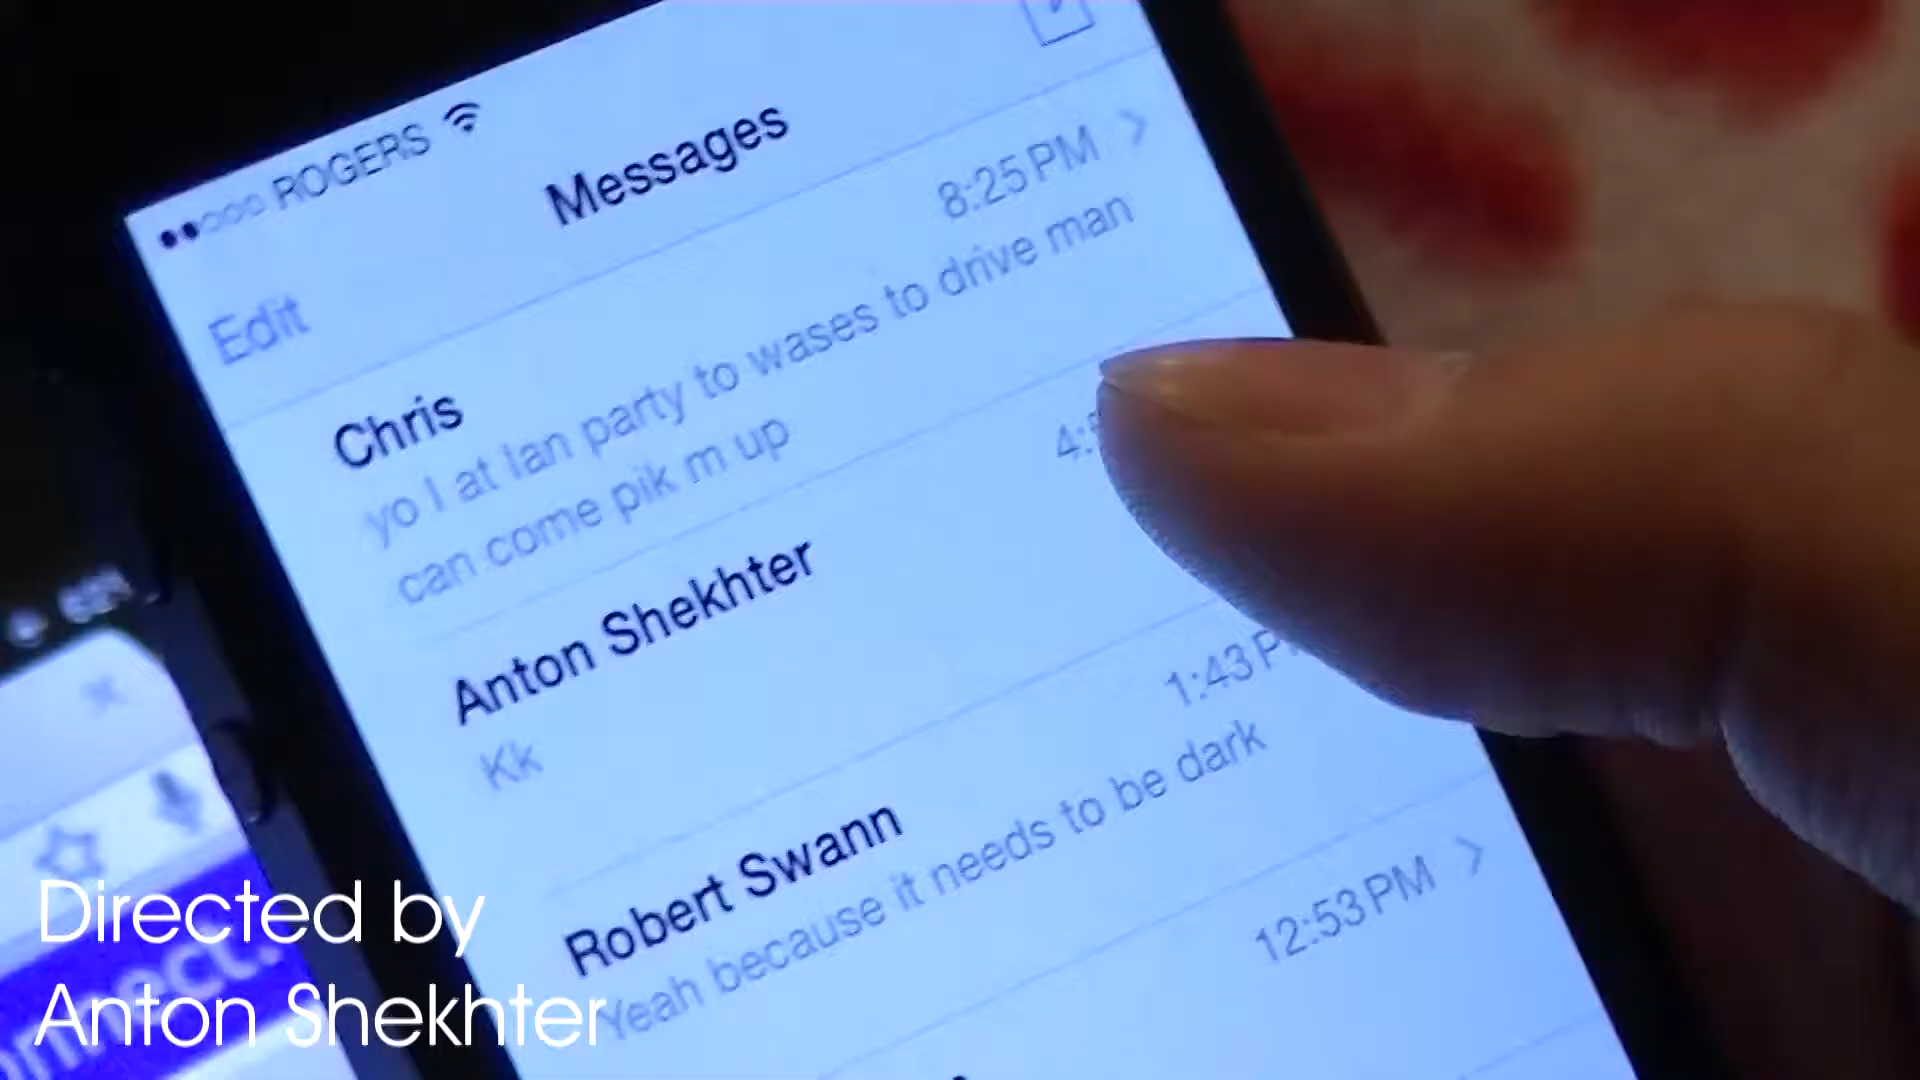 ROGERS
Messages
Edit
Chris
8:25 PM
yo I at lan party to wases to drive man
can come pik m up
Anton Shekhter
Kk
Robert Swann
Yeah because it needs to be dark
12:53 PM
Directed by
Anton Shekhter